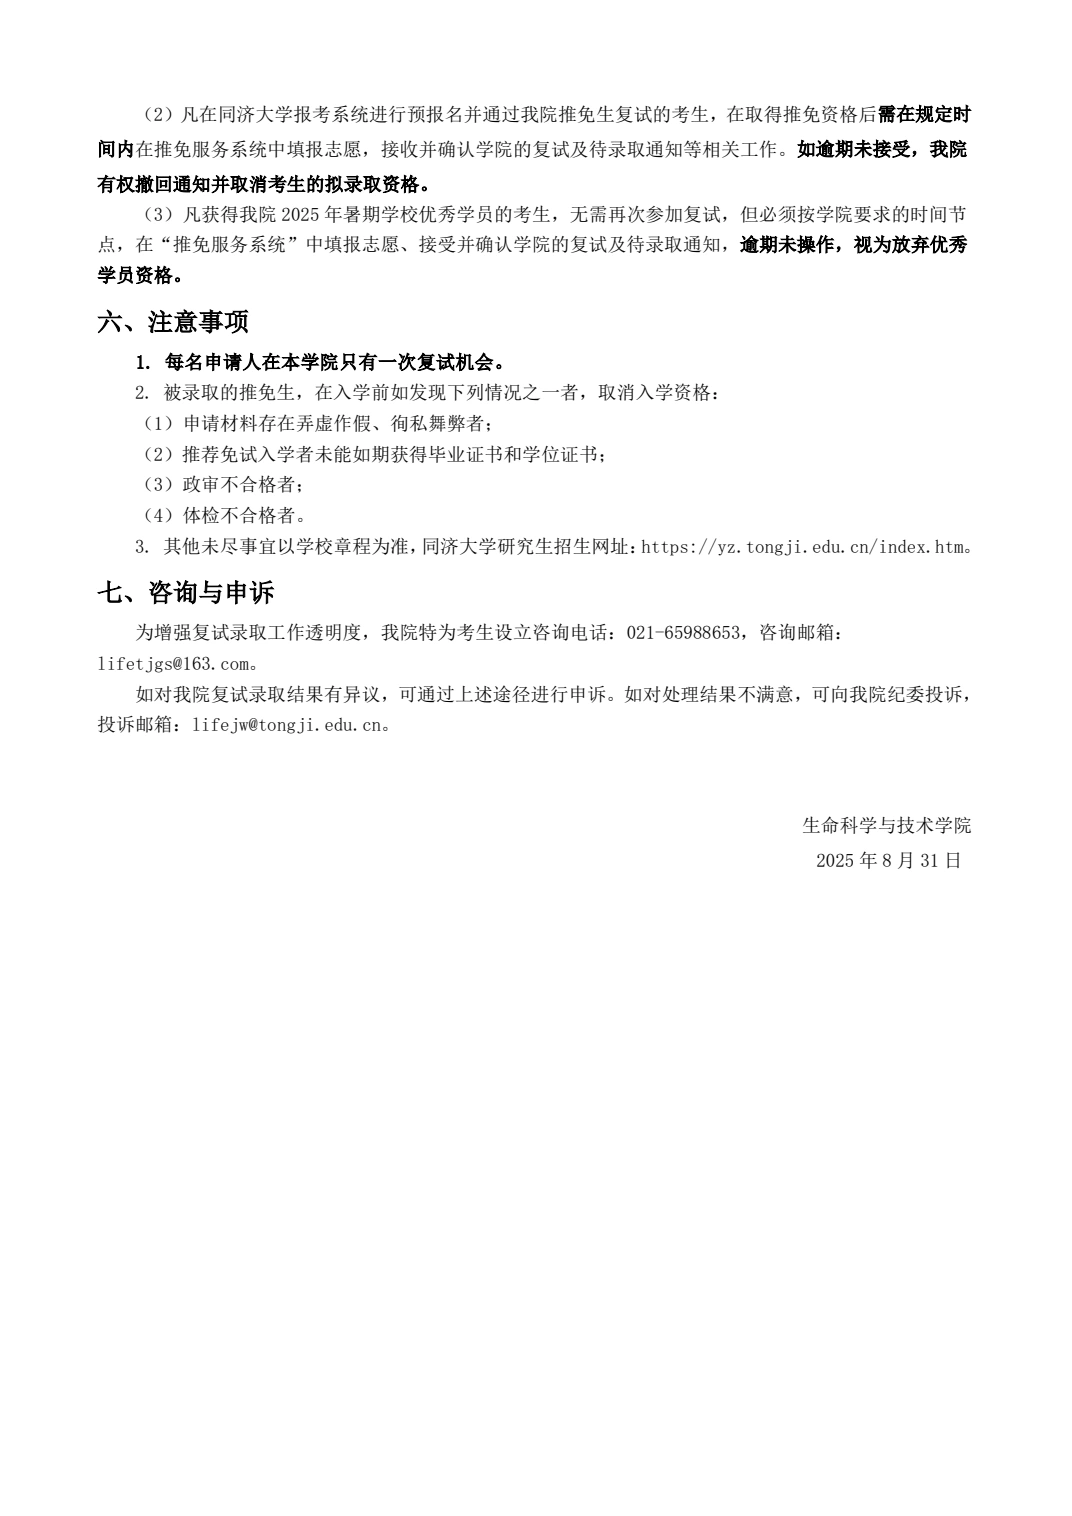 （2）凡在同济大学报考系统进行预报名并通过我院推免生复试的考生，在取得推免资格后需在规定时
间内在推免服务系统中填报志愿，接收并确认学院的复试及待录取通知等相关工作。如逾期未接受，我院
有权撤回通知并取消考生的拟录取资格。
（3）凡获得我院 2025 年暑期学校优秀学员的考生，无需再次参加复试，但必须按学院要求的时间节
点，在“推免服务系统”中填报志愿、接受并确认学院的复试及待录取通知，逾期未操作，视为放弃优秀
学员资格。
六、注意事项
1. 每名申请人在本学院只有一次复试机会。
2. 被录取的推免生，在入学前如发现下列情况之一者，取消入学资格：
（1）申请材料存在弄虚作假、徇私舞弊者；
（2）推荐免试入学者未能如期获得毕业证书和学位证书；
（3）政审不合格者；
（4）体检不合格者。
3. 其他未尽事宜以学校章程为准，同济大学研究生招生网址：https://yz.tongji.edu.cn/index.htm。
七、咨询与申诉
为增强复试录取工作透明度，我院特为考生设立咨询电话：021-65988653，咨询邮箱：
lifetjgs@163.com。
如对我院复试录取结果有异议，可通过上述途径进行申诉。如对处理结果不满意，可向我院纪委投诉，
投诉邮箱：lifejw@tongji.edu.cn。
生命科学与技术学院
2025 年 8 月 31 日